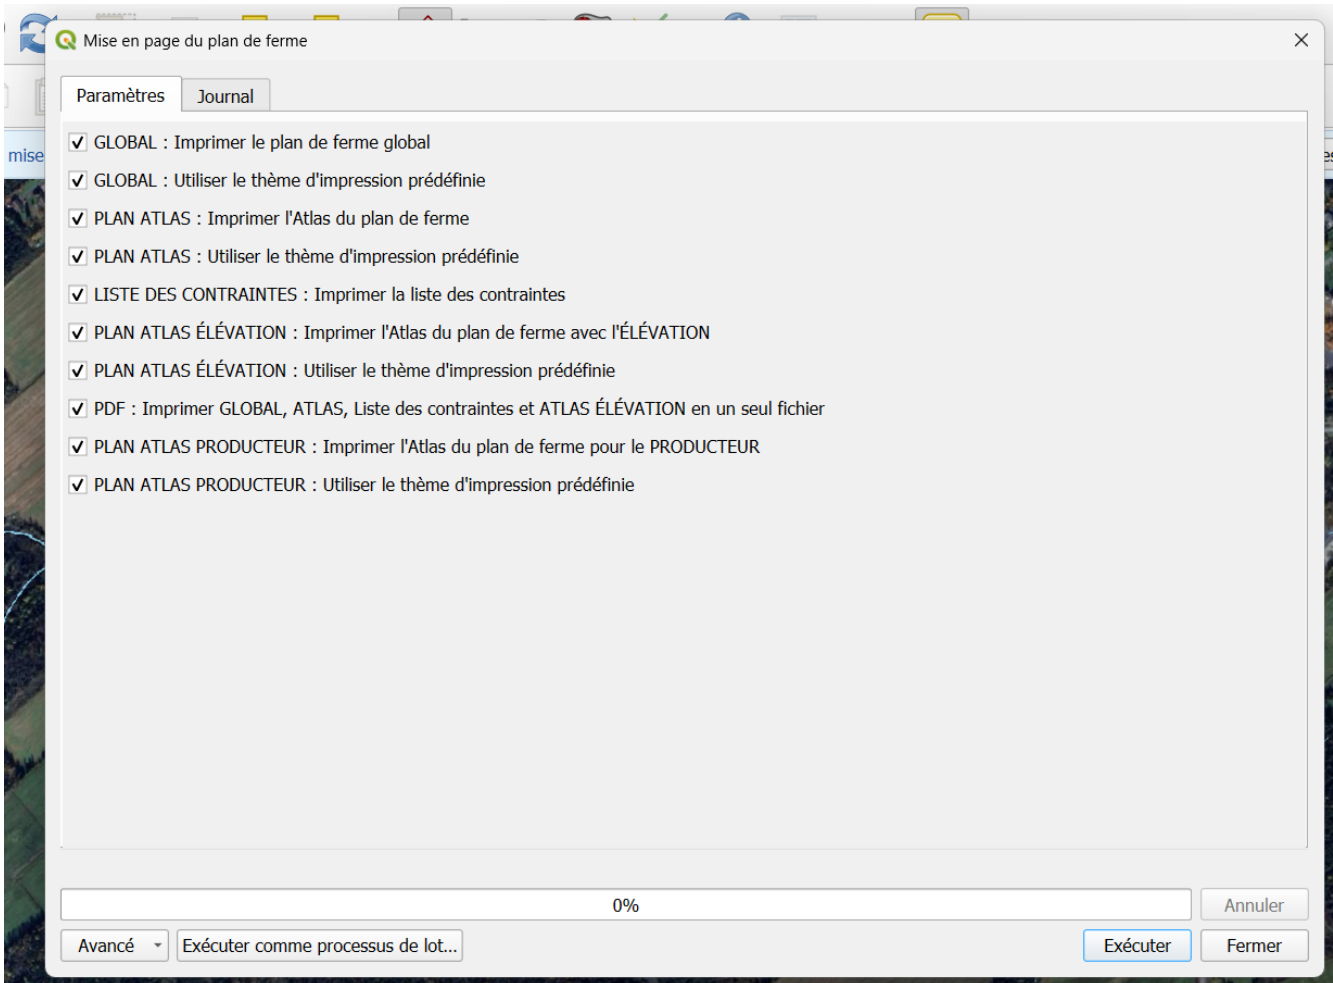 Mise en page du plan de ferme
Paramètres
Journal
mise
GLOBAL : Imprimer le plan de ferme global
GLOBAL : Utiliser le thème d'impression prédéfinie
PLAN ATLAS : Imprimer l'Atlas du plan de ferme
PLAN ATLAS : Utiliser le thème d'impression prédéfinie
LISTE DES CONTRAINTES : Imprimer la liste des contraintes
PLAN ATLAS ÉLÉVATION : Imprimer l'Atlas du plan de ferme avec l'ÉLÉVATION
PLAN ATLAS ÉLÉVATION : Utiliser le thème d'impression prédéfinie
PDF : Imprimer GLOBAL, ATLAS, Liste des contraintes et ATLAS ÉLÉVATION en un seul fichier
PLAN ATLAS PRODUCTEUR : Imprimer l'Atlas du plan de ferme pour le PRODUCTEUR
PLAN ATLAS PRODUCTEUR : Utiliser le thème d'impression prédéfinie
0%
Annuler
Avancé
Exécuter comme processus de lot...
Exécuter
Fermer